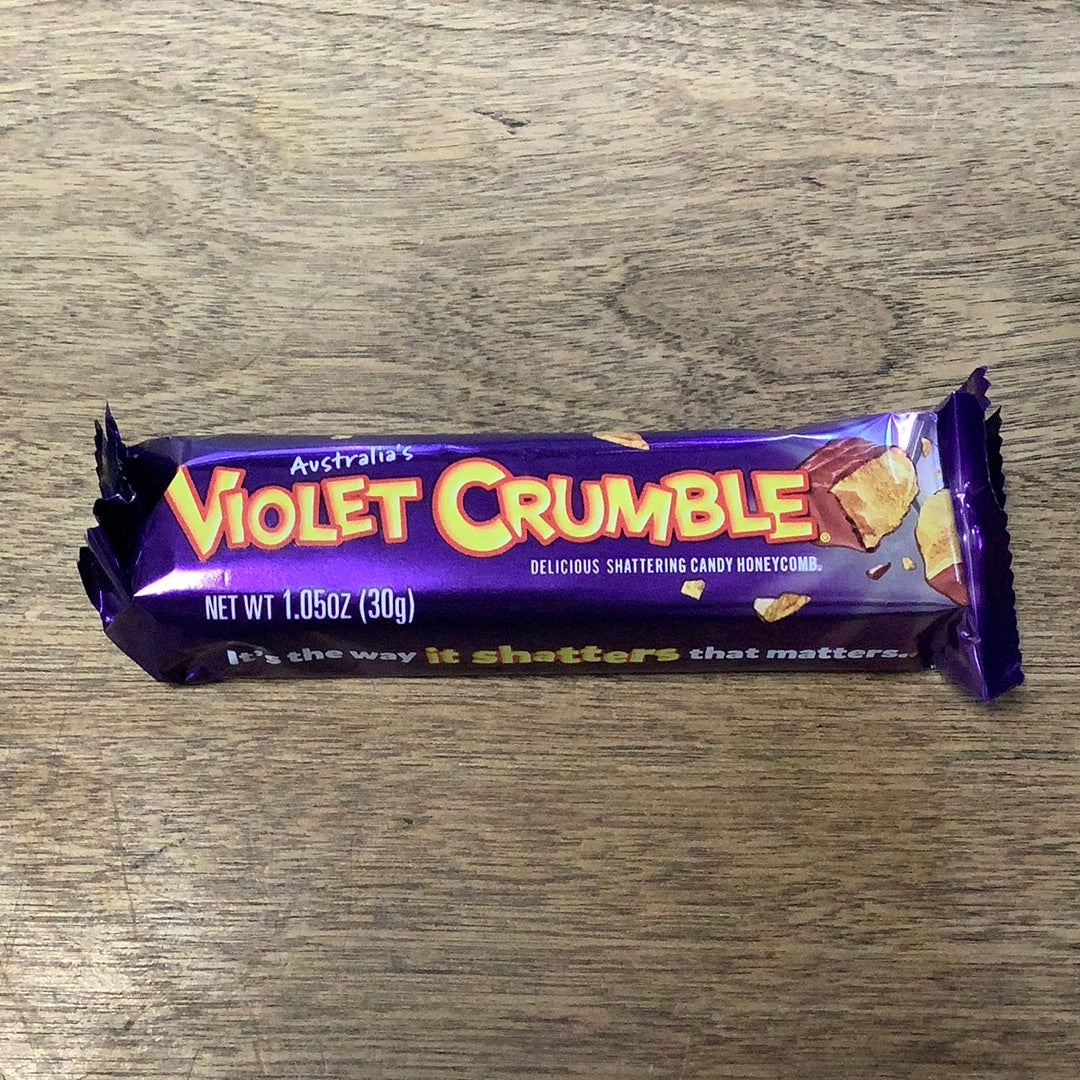 Australia's
VIOLET CRUMBLE®
DELICIOUS SHATTERING CANDY HONEYCOMB.
NET WT 1.05OZ (30g)
It's the way it shatters that matters..